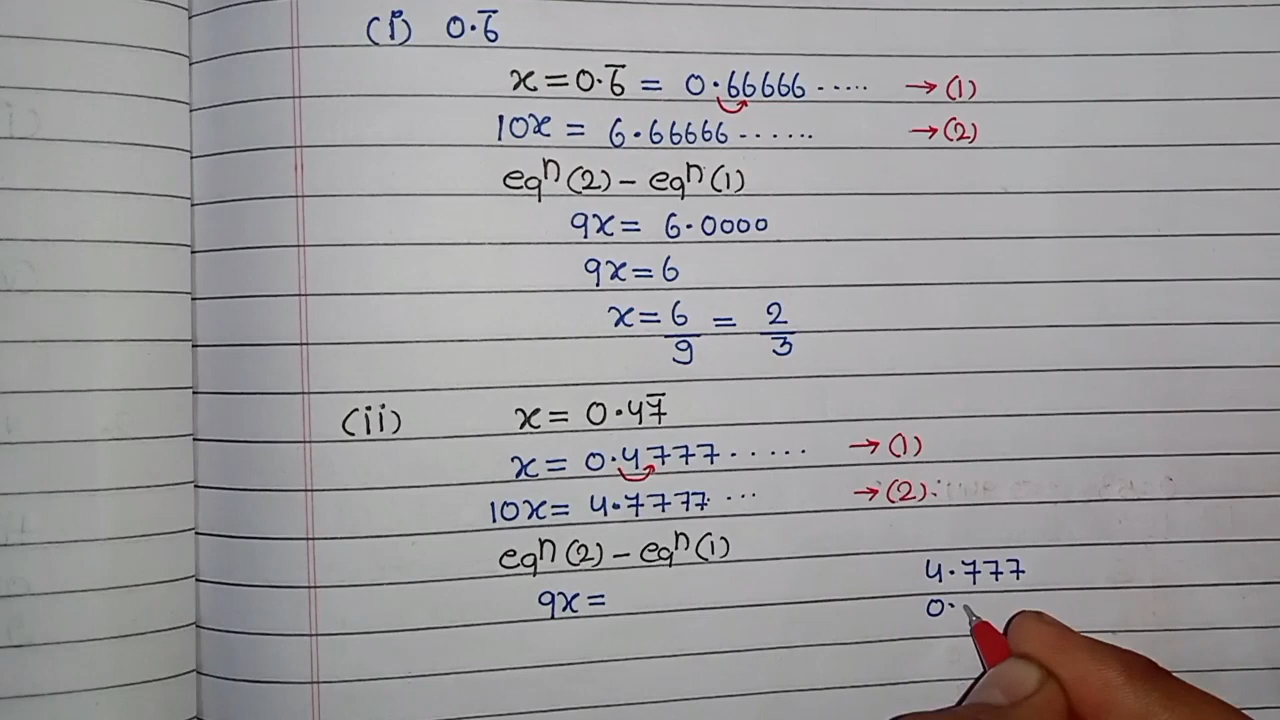 (i) 0.6̅
x = 0.6̅ = 0.66666 ..... → (1)
10x = 6.66666 ...... → (2)
eqⁿ (2) – eqⁿ (1)
9x = 6.0000
9x = 6
x = 6/9 = 2/3
(ii) x = 0.47̅
x = 0.4777 ...... → (1)
10x = 4.7777. ... → (2).
eqⁿ (2) – eqⁿ (1)
4.777
9x = 0.